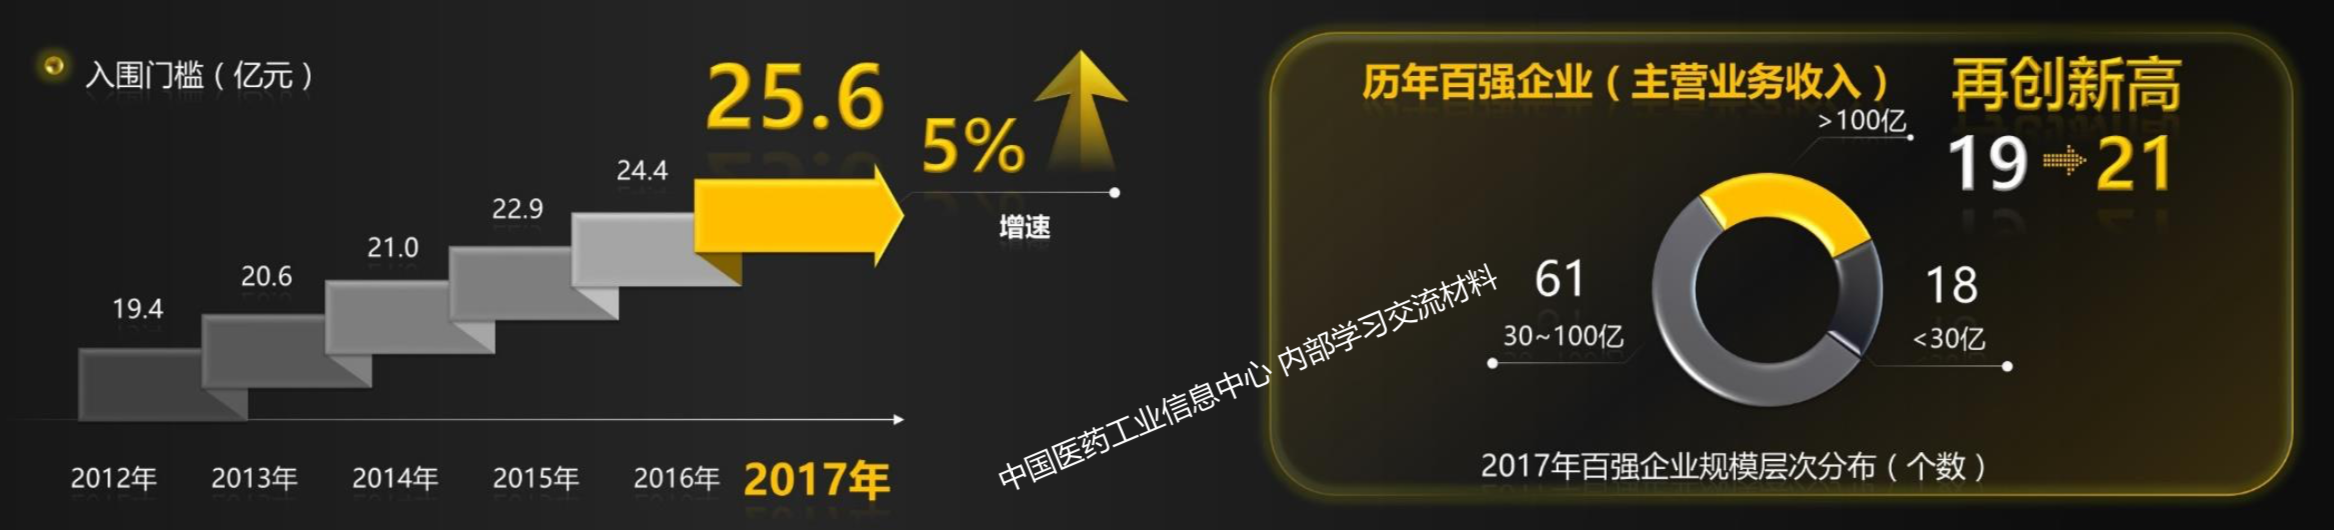 入围门槛（亿元）
19.4
20.6
21.0
22.9
24.4
25.6
5%
增速
2012年
2013年
2014年
2015年
2016年
2017年
历年百强企业（主营业务收入）
再创新高
>100亿
19
21
61
30~100亿
18
<30亿
2017年百强企业规模层次分布（个数）
中国医药工业信息中心 内部学习交流材料